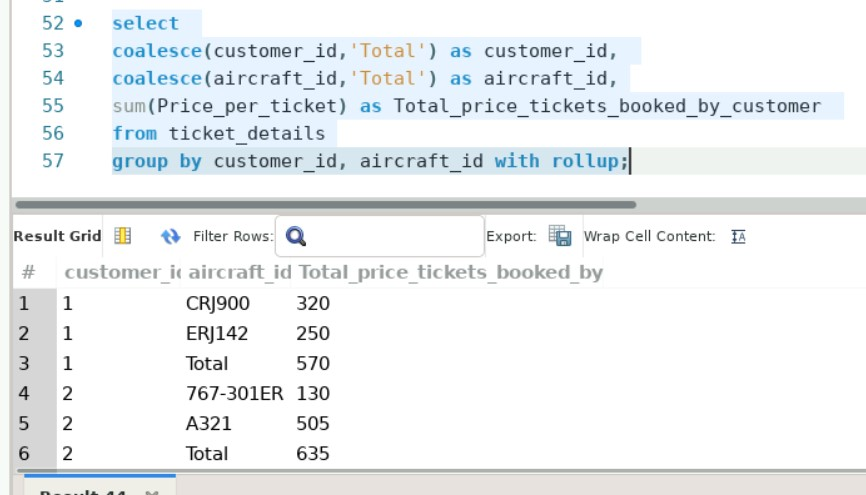 52 select
53 coalesce(customer_id,'Total') as customer_id,
54 coalesce(aircraft_id,'Total') as aircraft_id,
55 sum(Price_per_ticket) as Total_price_tickets_booked_by_customer
56 from ticket_details
57 group by customer_id, aircraft_id with rollup;
Result Grid Filter Rows: Export: Wrap Cell Content:
# customer_id aircraft_id Total_price_tickets_booked_by
1 1 CRJ900 320
2 1 ERJ142 250
3 1 Total 570
4 2 767-301ER 130
5 2 A321 505
6 2 Total 635